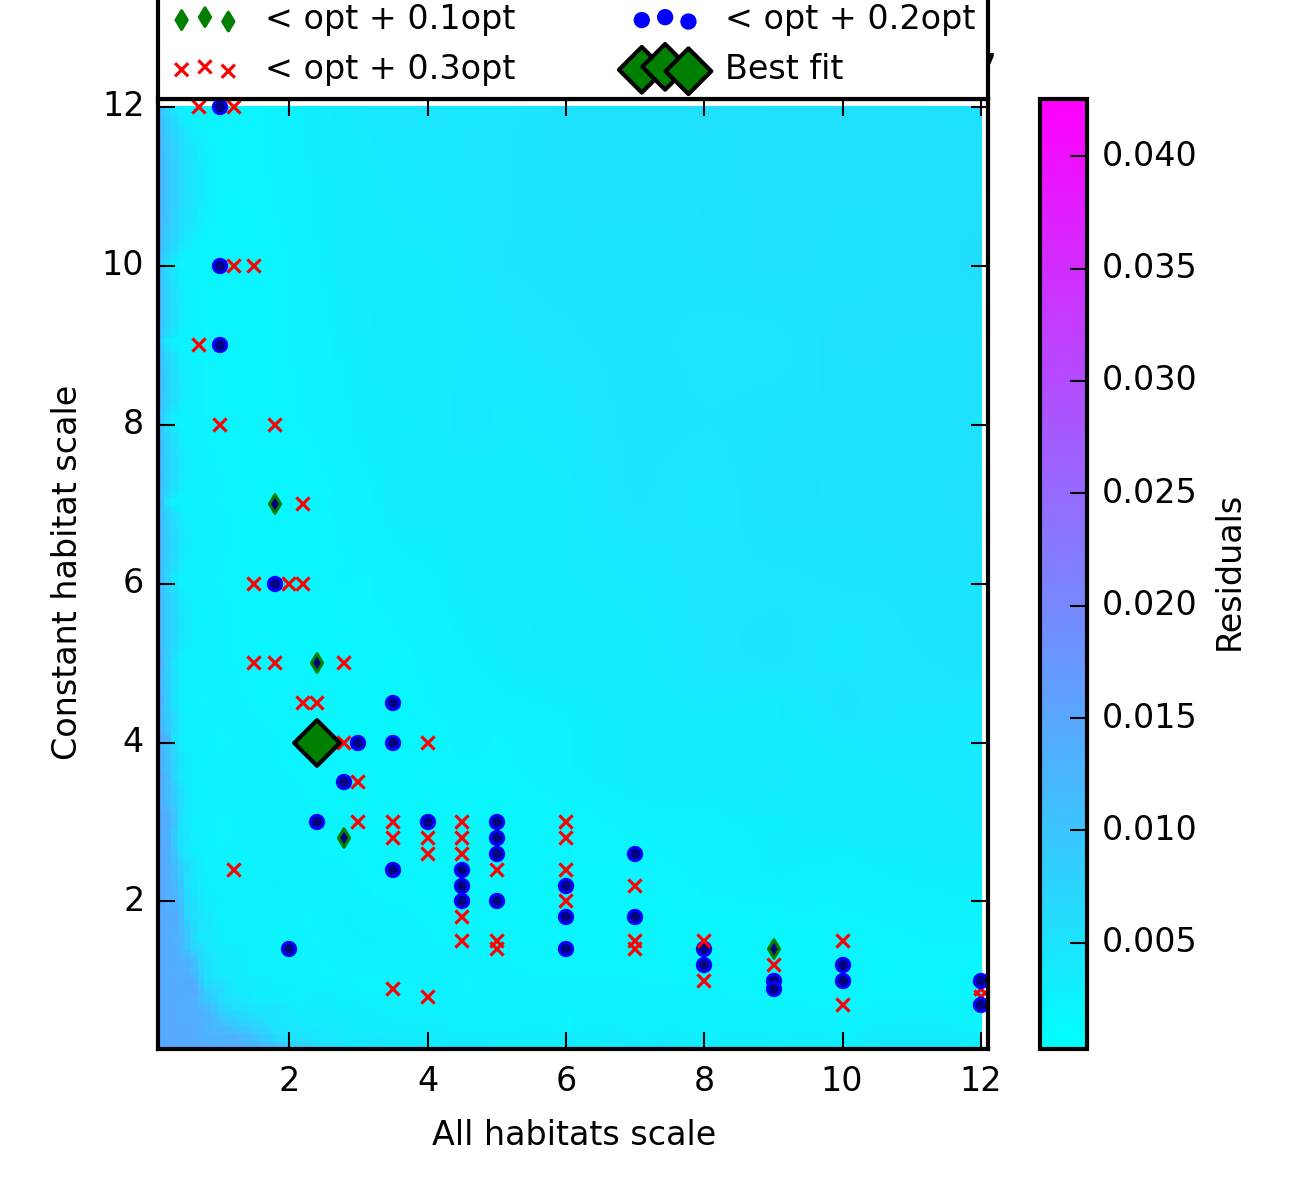 < opt + 0.1opt < opt + 0.2opt
< opt + 0.3opt Best fit
12
10
8
6
4
2
Constant habitat scale
2 4 6 8 10 12
All habitats scale
0.040
0.035
0.030
0.025
0.020
0.015
0.010
0.005
Residuals